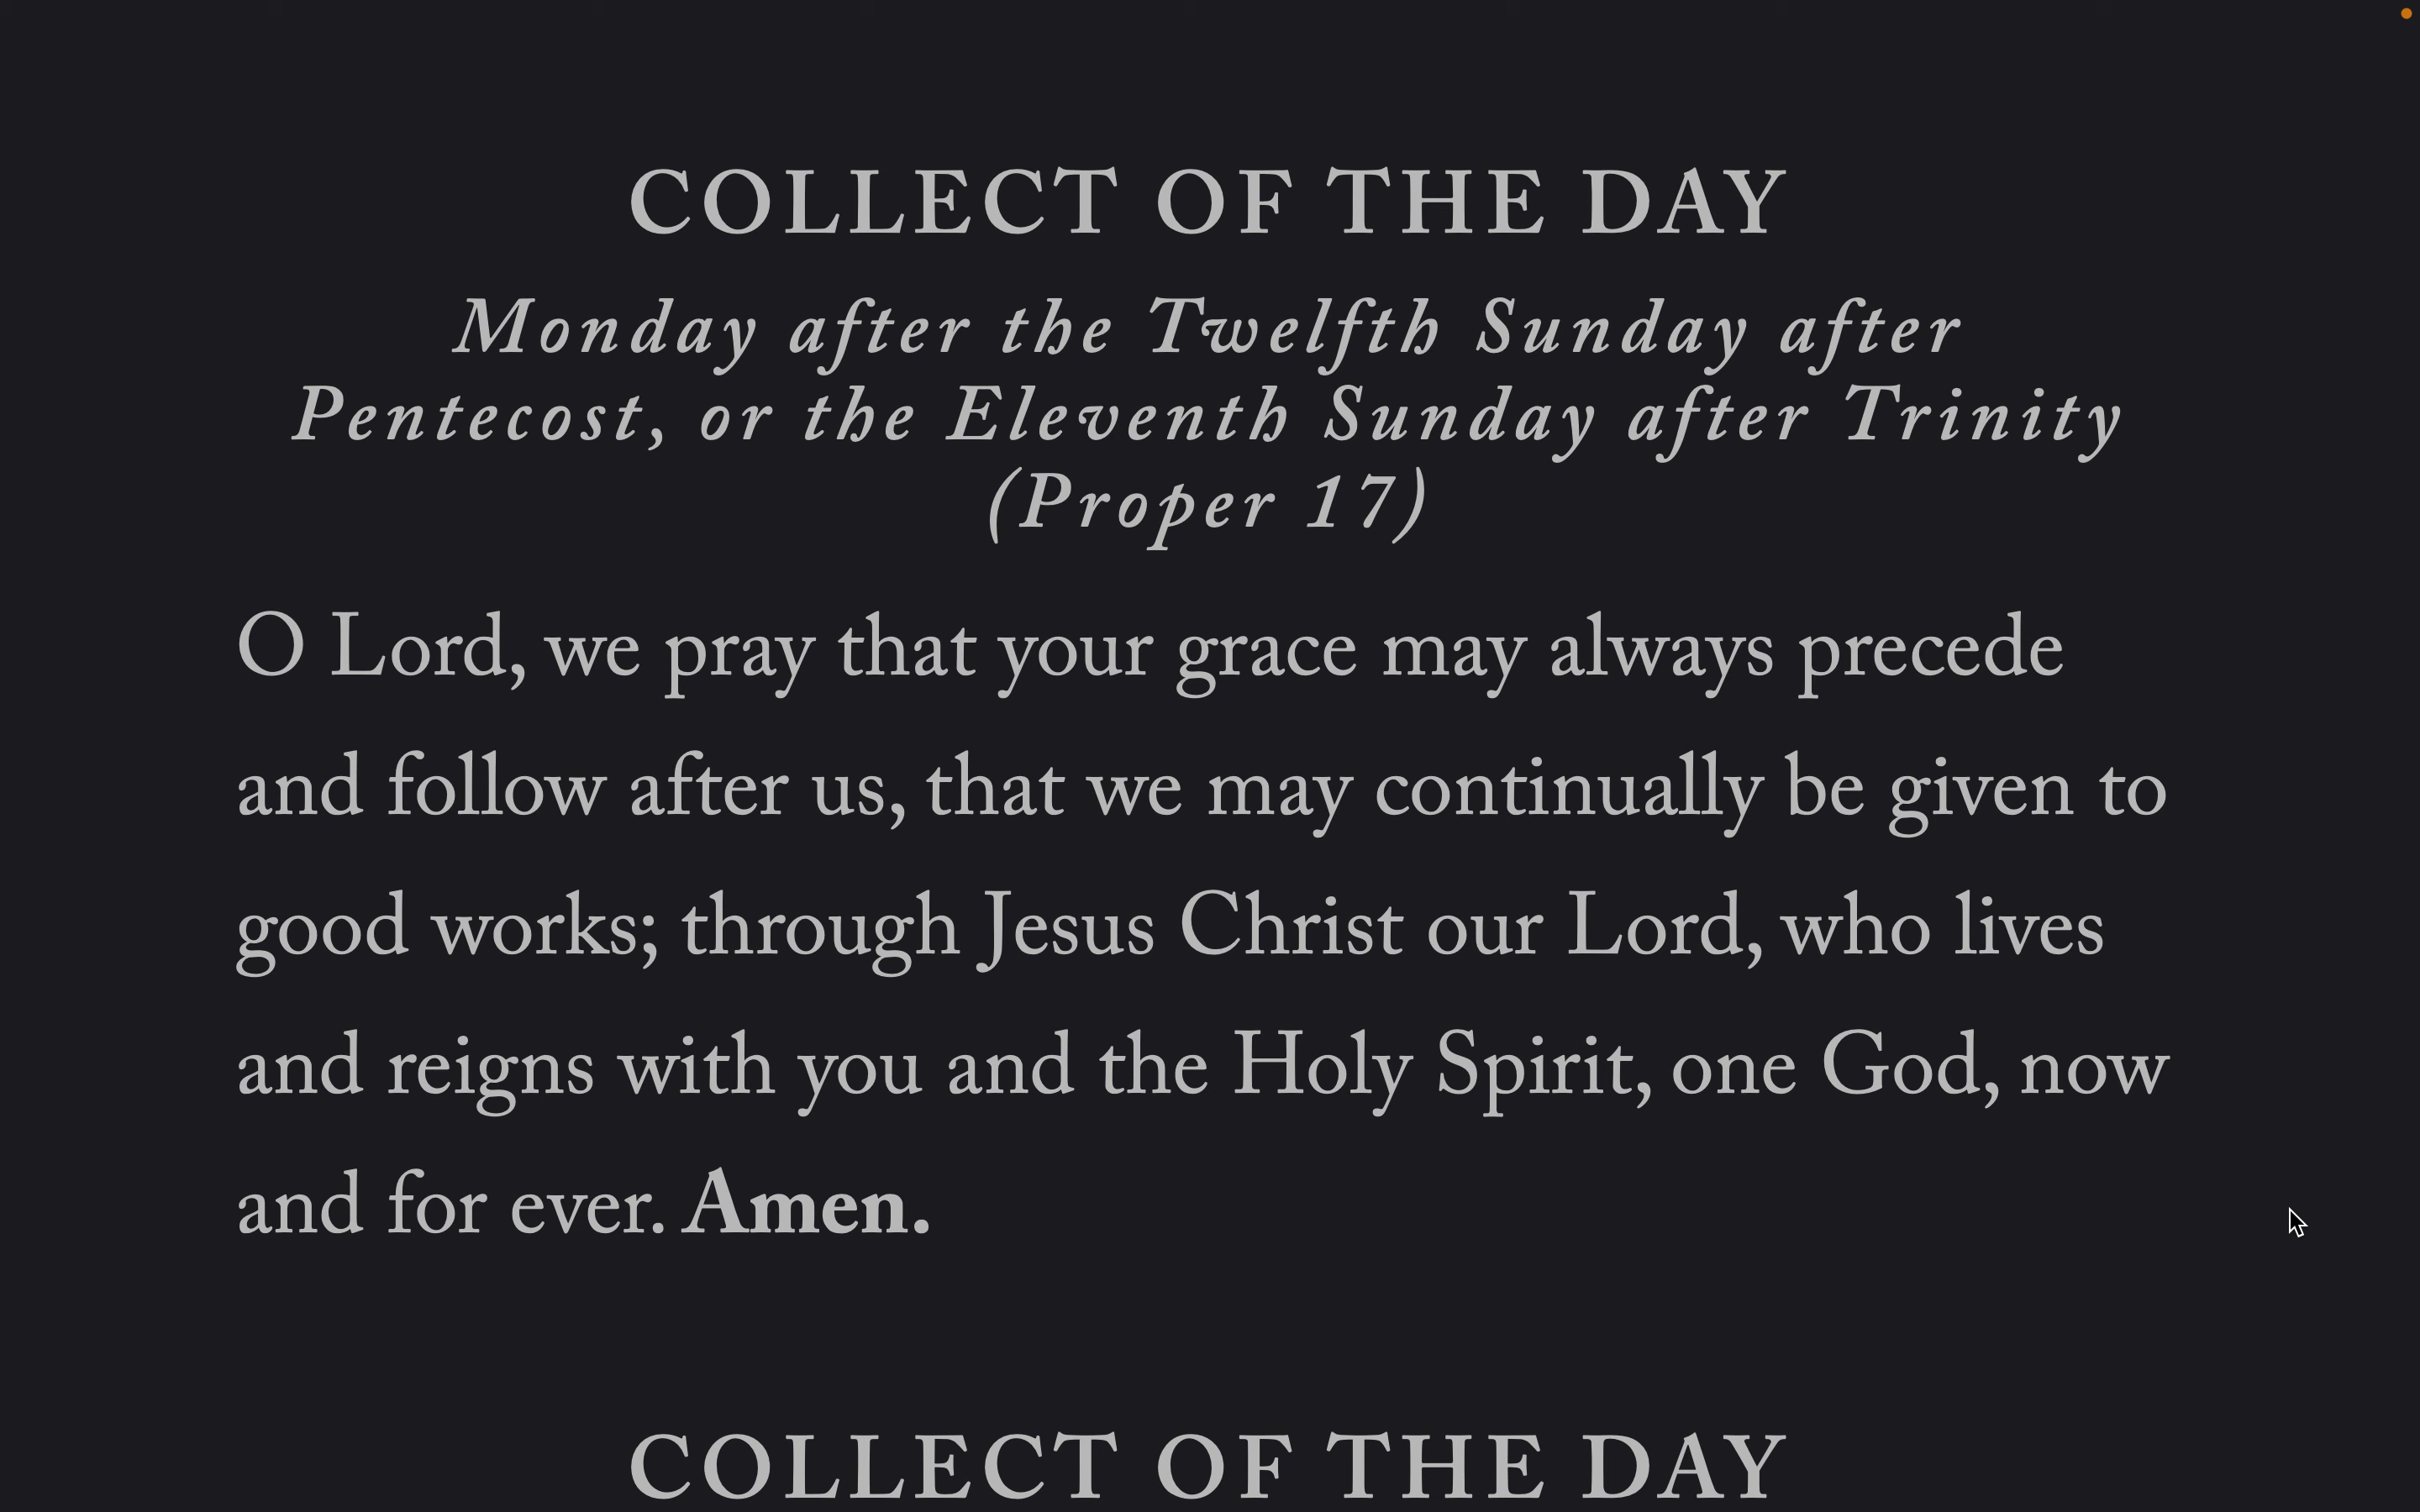 COLLECT OF THE DAY
Monday after the Twelfth Sunday after
Pentecost, or the Eleventh Sunday after Trinity
(Proper 17)
O Lord, we pray that your grace may always precede
and follow after us, that we may continually be given to
good works; through Jesus Christ our Lord, who lives
and reigns with you and the Holy Spirit, one God, now
and for ever. Amen.
COLLECT OF THE DAY